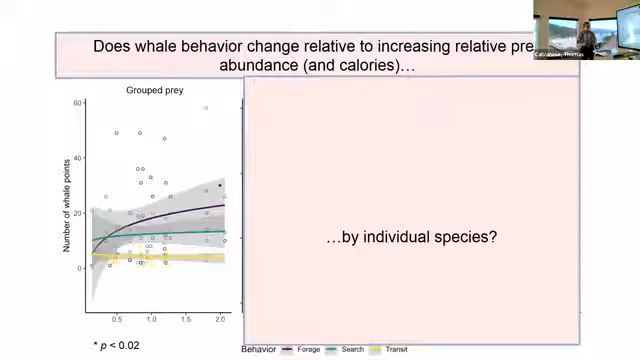 Does whale behavior change relative to increasing relative
abundance (and calories)…
Grouped prey
Number of whale points
60
40
20
0
0.5
1.0
1.5
2.0
…by individual species?
* p < 0.02
Behavior
Forage
Search
Transit
Calvanese, Thomas